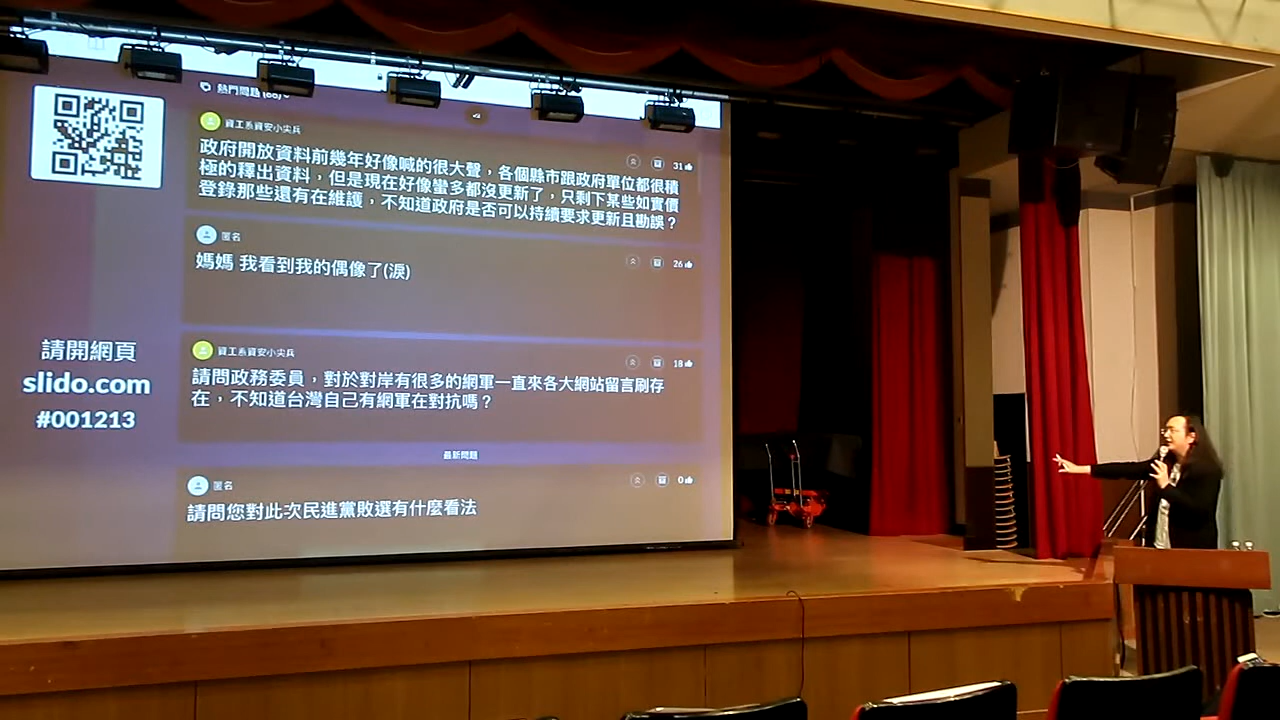 熱門問題 (88)
資工系資安小尖兵
政府開放資料前幾年好像喊的很大聲，各個縣市跟政府單位都很積
極的釋出資料，但是現在好像蠻多都沒更新了，只剩下某些如實價
登錄那些還有在維護，不知道政府是否可以持續要求更新且勘誤？
31
匿名
媽媽 我看到我的偶像了(淚)
26
資工系資安小尖兵
請問政務委員，對於對岸有很多的網軍一直來各大網站留言刷存
在，不知道台灣自己有網軍在對抗嗎？
18
最新問題
匿名
請問您對此次民進黨敗選有什麼看法
0
請開網頁
slido.com
#001213